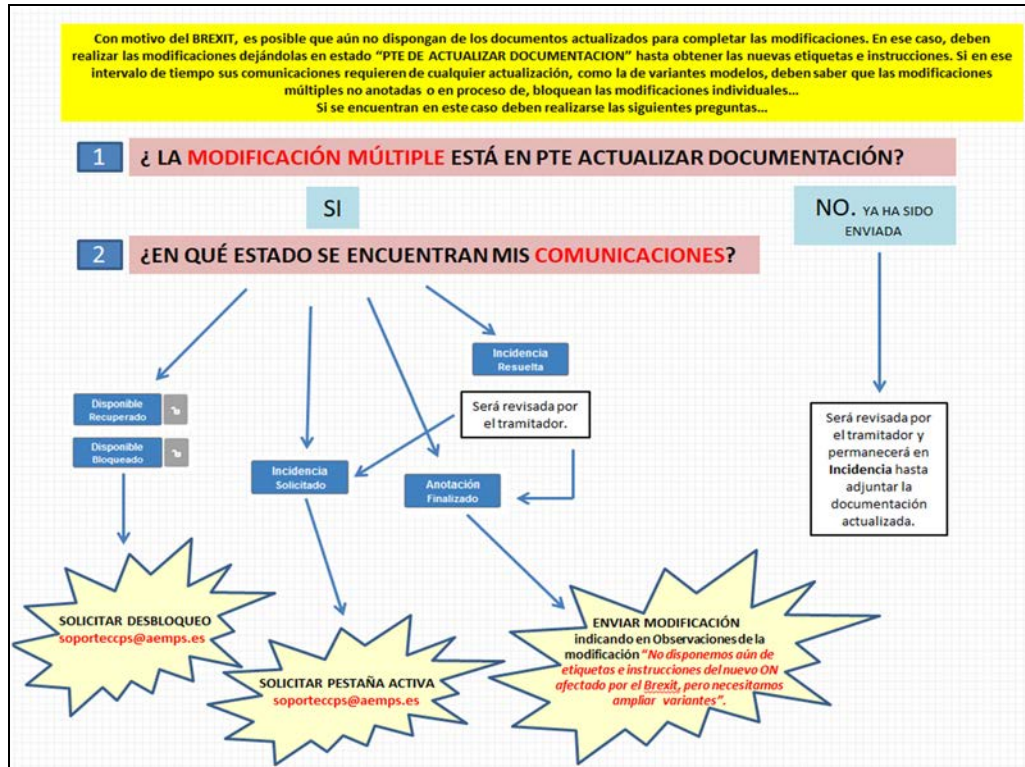 Con motivo del BREXIT, es posible que aún no dispongan de los documentos actualizados para completar las modificaciones. En ese caso, deben
realizar las modificaciones dejándolas en estado “PTE DE ACTUALIZAR DOCUMENTACION” hasta obtener las nuevas etiquetas e instrucciones. Si en ese
intervalo de tiempo sus comunicaciones requieren de cualquier actualización, como la de variantes modelos, deben saber que las modificaciones
múltiples no anotadas o en proceso de, bloquean las modificaciones individuales...
Si se encuentran en este caso deben realizarse las siguientes preguntas...
1 ¿ LA MODIFICACIÓN MÚLTIPLE ESTÁ EN PTE ACTUALIZAR DOCUMENTACIÓN?
SI
NO. YA HA SIDO
ENVIADA
2 ¿EN QUÉ ESTADO SE ENCUENTRAN MIS COMUNICACIONES?
Incidencia
Resuelta
Será revisada por
el tramitador.
Disponible
Recuperado
Disponible
Bloqueado
Incidencia
Solicitado
Anotación
Finalizado
Será revisada por
el tramitador y
permanecerá en
Incidencia hasta
adjuntar la
documentación
actualizada.
SOLICITAR DESBLOQUEO
soporteccps@aemps.es
SOLICITAR PESTAÑA ACTIVA
soporteccps@aemps.es
ENVIAR MODIFICACIÓN
indicando en Observaciones de la
modificación “No disponemos aún de
etiquetas e instrucciones del nuevo ON
afectado por el Brexit, pero necesitamos
ampliar variantes”.